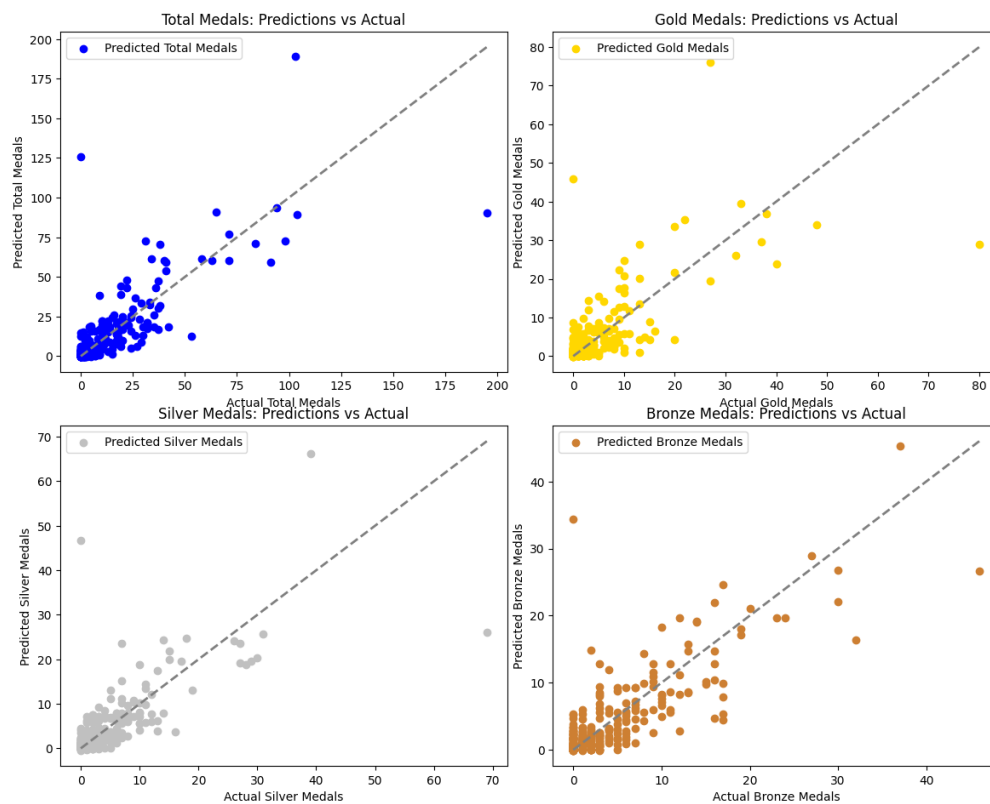 Total Medals: Predictions vs Actual
Predicted Total Medals
200
175
150
125
100
75
50
25
0
Predicted Total Medals
0 25 50 75 100 125 150 175 200
Actual Total Medals
Gold Medals: Predictions vs Actual
Predicted Gold Medals
80
70
60
50
40
30
20
10
0
Predicted Gold Medals
0 10 20 30 40 50 60 70 80
Actual Gold Medals
Silver Medals: Predictions vs Actual
Predicted Silver Medals
70
60
50
40
30
20
10
0
Predicted Silver Medals
0 10 20 30 40 50 60 70
Actual Silver Medals
Bronze Medals: Predictions vs Actual
Predicted Bronze Medals
40
30
20
10
0
Predicted Bronze Medals
0 10 20 30 40
Actual Bronze Medals